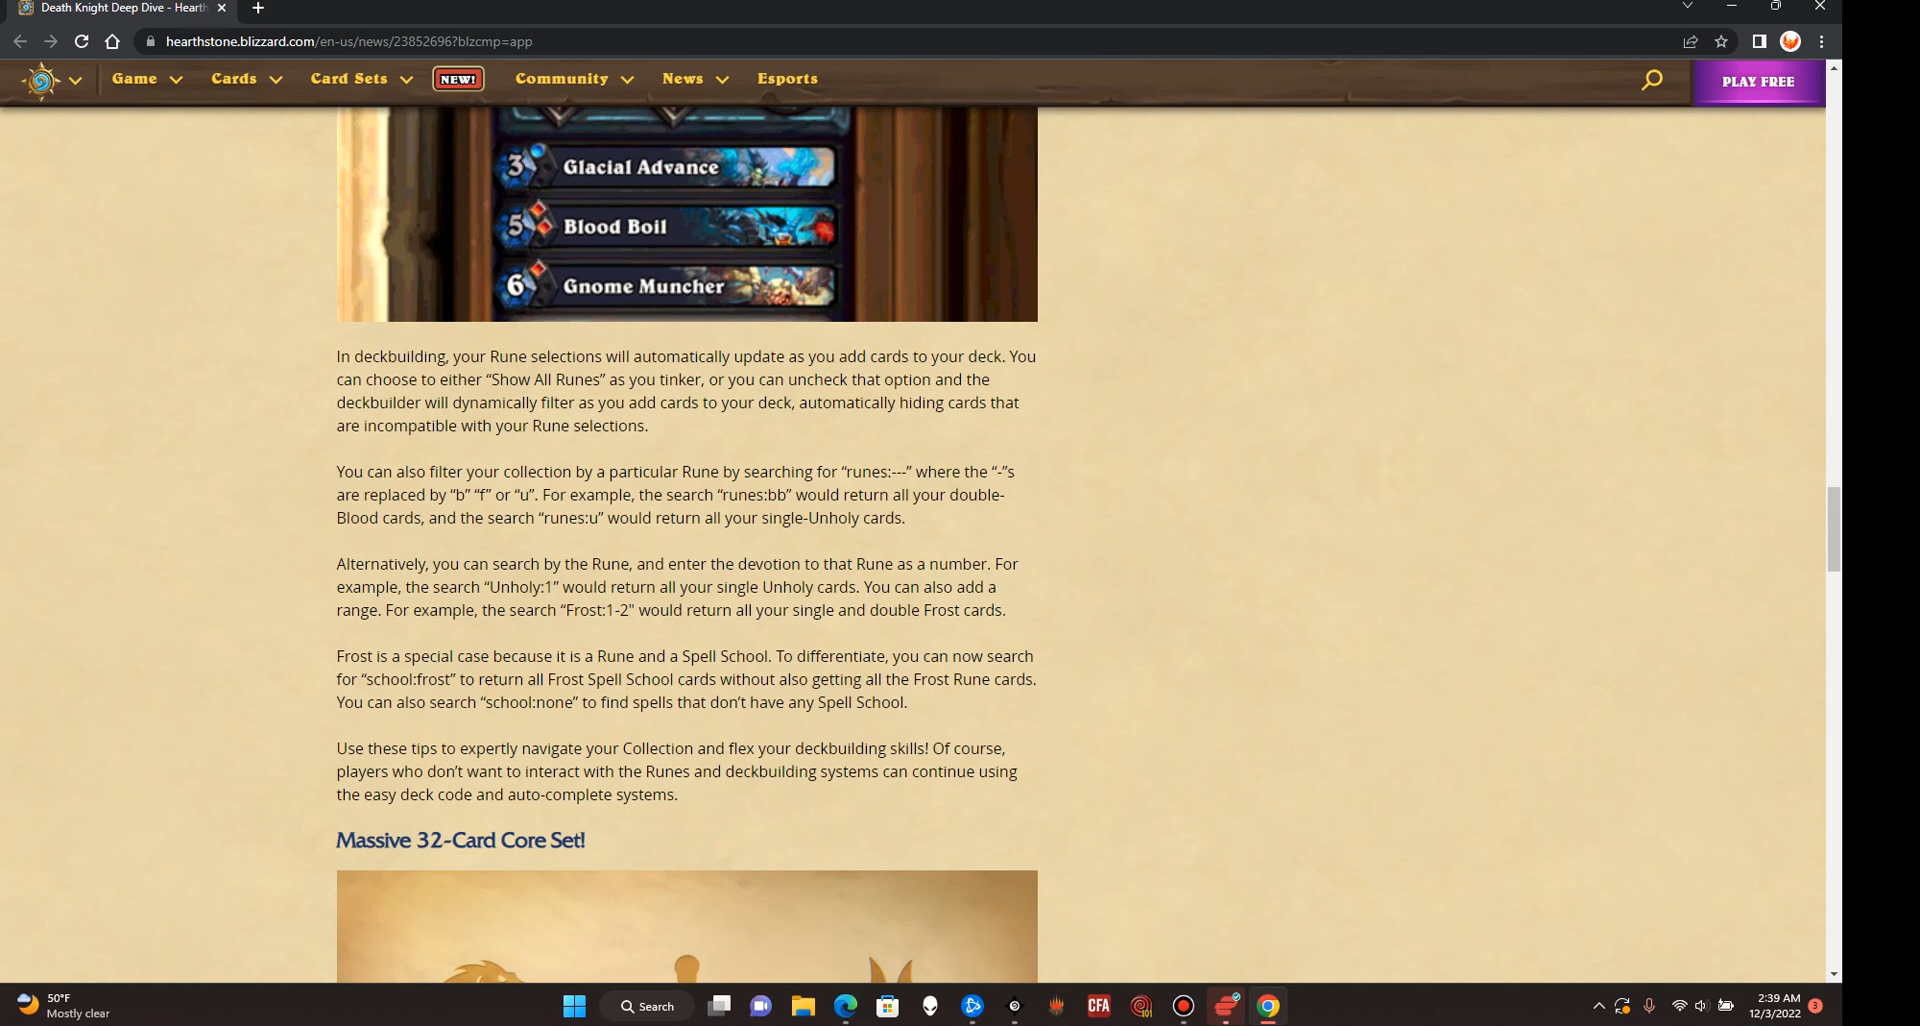 Death Knight Deep Dive - Hearth
hearthstone.blizzard.com/en-us/news/23852696?blzcmp=app
Game Cards Card Sets NEW! Community News Esports PLAY FREE
3 Glacial Advance
5 Blood Boil
6 Gnome Muncher
In deckbuilding, your Rune selections will automatically update as you add cards to your deck. You
can choose to either “Show All Runes” as you tinker, or you can uncheck that option and the
deckbuilder will dynamically filter as you add cards to your deck, automatically hiding cards that
are incompatible with your Rune selections.
You can also filter your collection by a particular Rune by searching for “runes:---” where the “-”s
are replaced by “b” “f” or “u”. For example, the search “runes:bb” would return all your double-
Blood cards, and the search “runes:u” would return all your single-Unholy cards.
Alternatively, you can search by the Rune, and enter the devotion to that Rune as a number. For
example, the search “Unholy:1” would return all your single Unholy cards. You can also add a
range. For example, the search “Frost:1-2" would return all your single and double Frost cards.
Frost is a special case because it is a Rune and a Spell School. To differentiate, you can now search
for “school:frost” to return all Frost Spell School cards without also getting all the Frost Rune cards.
You can also search “school:none” to find spells that don’t have any Spell School.
Use these tips to expertly navigate your Collection and flex your deckbuilding skills! Of course,
players who don’t want to interact with the Runes and deckbuilding systems can continue using
the easy deck code and auto-complete systems.
Massive 32-Card Core Set!
50°F
Mostly clear
Search
CFA
101
2:39 AM
12/3/2022
3